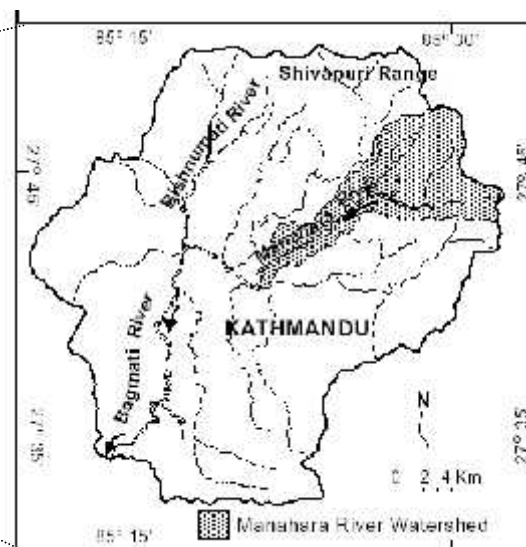 85° 15'
85° 30'
Shivapuri Range
Bishnumati River
27° 45'
27° 45'
Manahara River
KATHMANDU
Bagmati River
N
27° 35'
27° 35'
0 2 4 Km
85° 15'
Manahara River Watershed